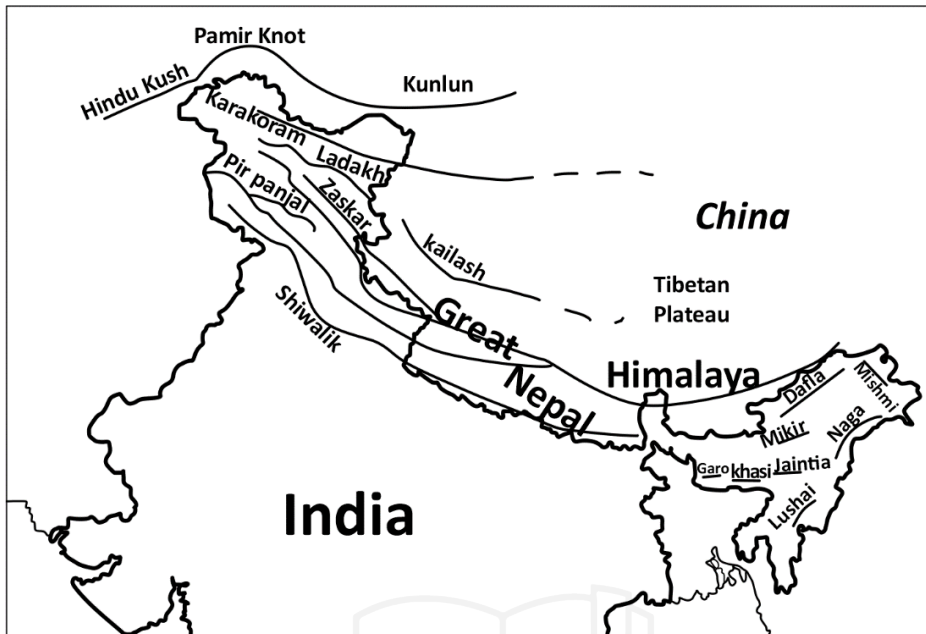 Pamir Knot
Hindu Kush
Kunlun
Karakoram
Ladakh
Pir panjal
Zaskar
China
kailash
Tibetan
Plateau
Shiwalik
Great
Himalaya
Nepal
Dafla
Mishmi
Naga
Mikir
Garo
khasi
Jaintia
Lushai
India